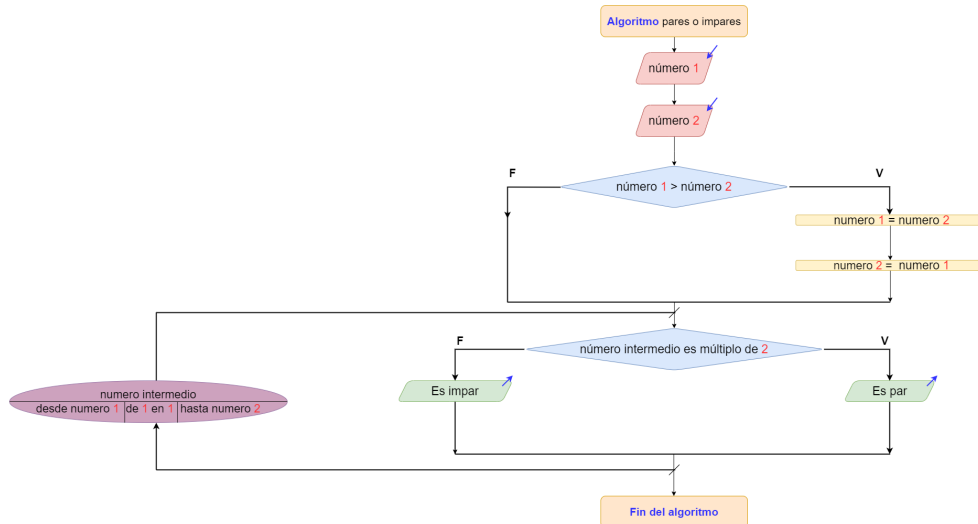 Algoritmo pares o impares
número 1
número 2
F
V
número 1 > número 2
numero 1 = numero 2
numero 2 = numero 1
F
V
número intermedio es múltiplo de 2
Es impar
Es par
numero intermedio
desde numero 1 de 1 en 1 hasta numero 2
Fin del algoritmo